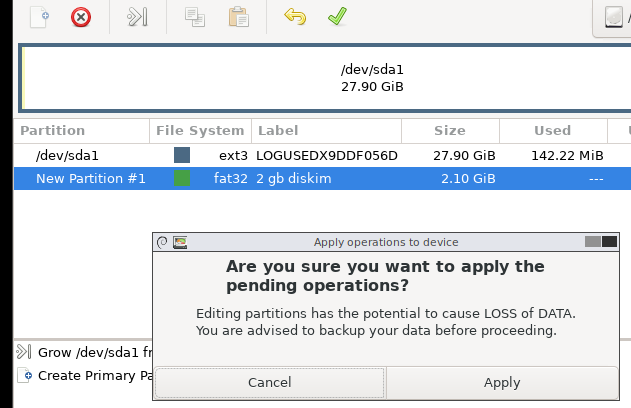 /dev/sda1
27.90 GiB
Partition File System Label Size Used
/dev/sda1 ext3 LOGUSEDX9DDF056D 27.90 GiB 142.22 MiB
New Partition #1 fat32 2 gb diskim 2.10 GiB ---
Apply operations to device
Are you sure you want to apply the
pending operations?
Editing partitions has the potential to cause LOSS of DATA.
You are advised to backup your data before proceeding.
Grow /dev/sda1
Create Primary
Cancel Apply